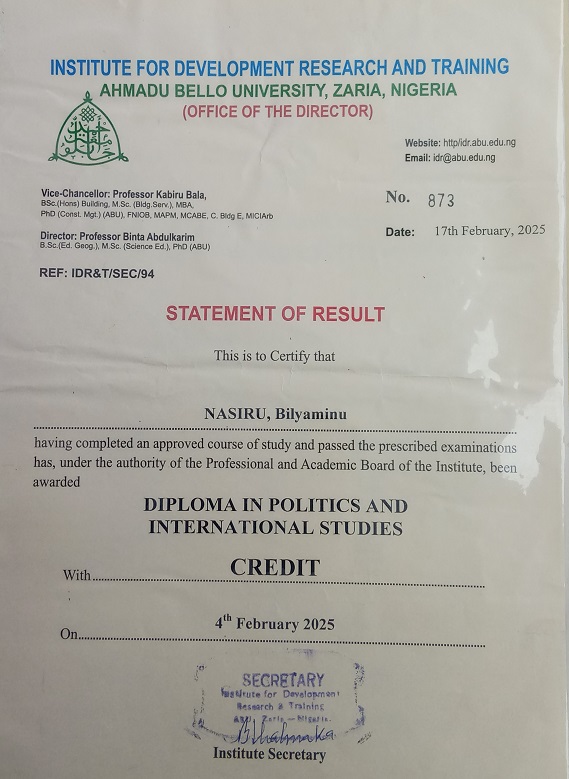 INSTITUTE FOR DEVELOPMENT RESEARCH AND TRAINING
AHMADU BELLO UNIVERSITY, ZARIA, NIGERIA
(OFFICE OF THE DIRECTOR)
Website: http/idr.abu.edu.ng
Email: idr@abu.edu.ng
Vice-Chancellor: Professor Kabiru Bala,
BSc.(Hons) Building, M.Sc. (Bldg.Serv.), MBA,
PhD (Const. Mgt.) (ABU), FNIOB, MAPM, MCABE, C. Bldg E, MICIArb
No. 873
Director: Professor Binta Abdulkarim
B.Sc.(Ed. Geog.), M.Sc. (Science Ed.), PhD (ABU)
Date: 17th February, 2025
REF: IDR&T/SEC/94
STATEMENT OF RESULT
This is to Certify that
NASIRU, Bilyaminu
having completed an approved course of study and passed the prescribed examinations
has, under the authority of the Professional and Academic Board of the Institute, been
awarded
DIPLOMA IN POLITICS AND
INTERNATIONAL STUDIES
With CREDIT
On 4th February 2025
SECRETARY
Institute for Development
Research & Training
ABU Zaria - Nigeria.
Institute Secretary